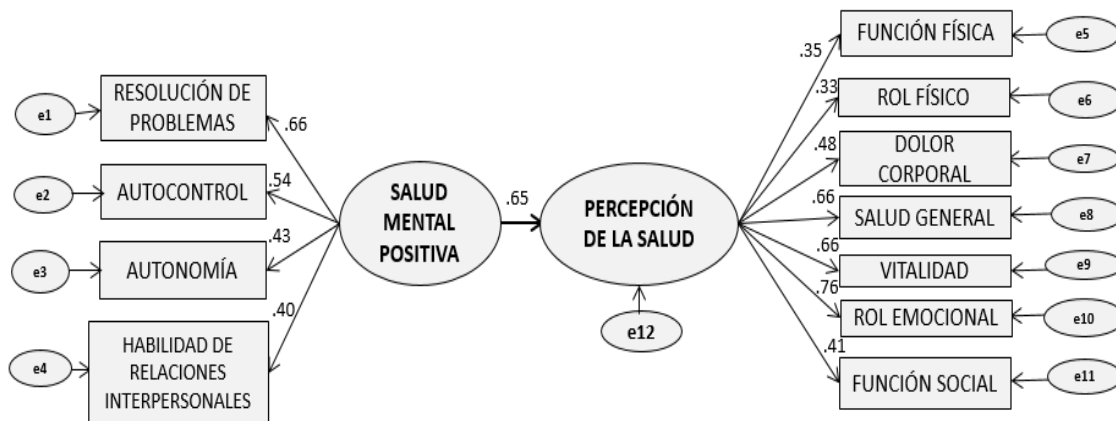 e1
RESOLUCIÓN DE
PROBLEMAS
.66
e2
AUTOCONTROL
.54
e3
AUTONOMÍA
.43
e4
HABILIDAD DE
RELACIONES
INTERPERSONALES
.40
SALUD
MENTAL
POSITIVA
.65
PERCEPCIÓN
DE LA SALUD
e12
.35
FUNCIÓN FÍSICA
e5
.33
ROL FÍSICO
e6
.48
DOLOR
CORPORAL
e7
.66
SALUD GENERAL
e8
.66
VITALIDAD
e9
.76
ROL EMOCIONAL
e10
.41
FUNCIÓN SOCIAL
e11